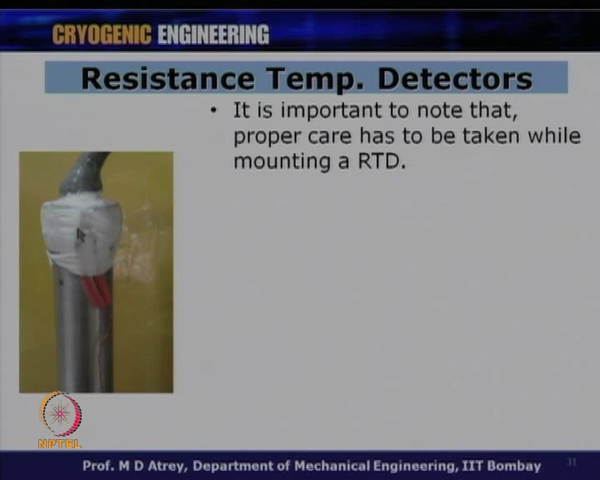 CRYOGENIC ENGINEERING
Resistance Temp. Detectors
• It is important to note that,
proper care has to be taken while
mounting a RTD.
NPTEL
Prof. M D Atrey, Department of Mechanical Engineering, IIT Bombay
31